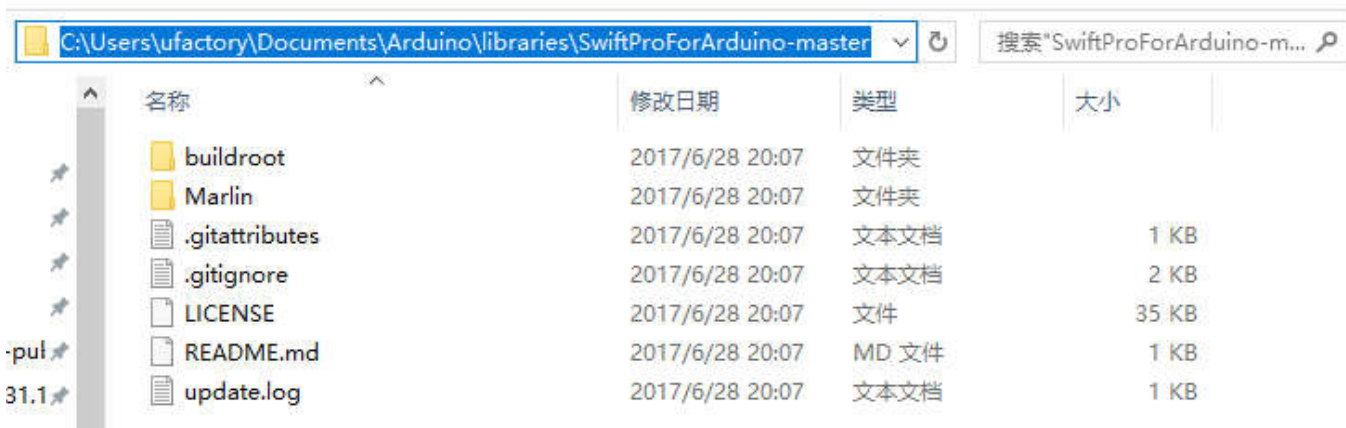 C:\Users\ufactory\Documents\Arduino\libraries\SwiftProForArduino-master 搜索"SwiftProForArduino-m...
名称 修改日期 类型 大小
buildroot 2017/6/28 20:07 文件夹
Marlin 2017/6/28 20:07 文件夹
.gitattributes 2017/6/28 20:07 文本文档 1 KB
.gitignore 2017/6/28 20:07 文本文档 2 KB
LICENSE 2017/6/28 20:07 文件 35 KB
-pul README.md 2017/6/28 20:07 MD 文件 1 KB
31.1 update.log 2017/6/28 20:07 文本文档 1 KB